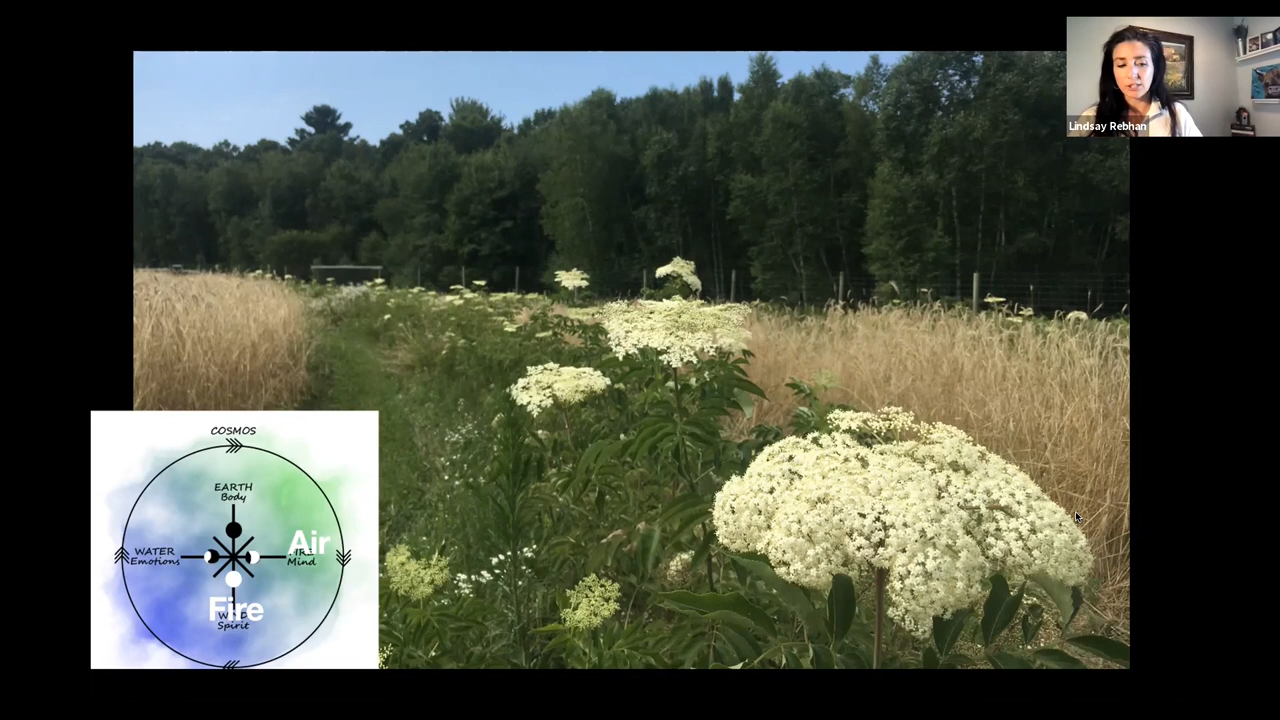 Lindsay Rebhan
COSMOS
EARTH
Body
WATER
Emotions
Air
Mind
Fire
Spirit